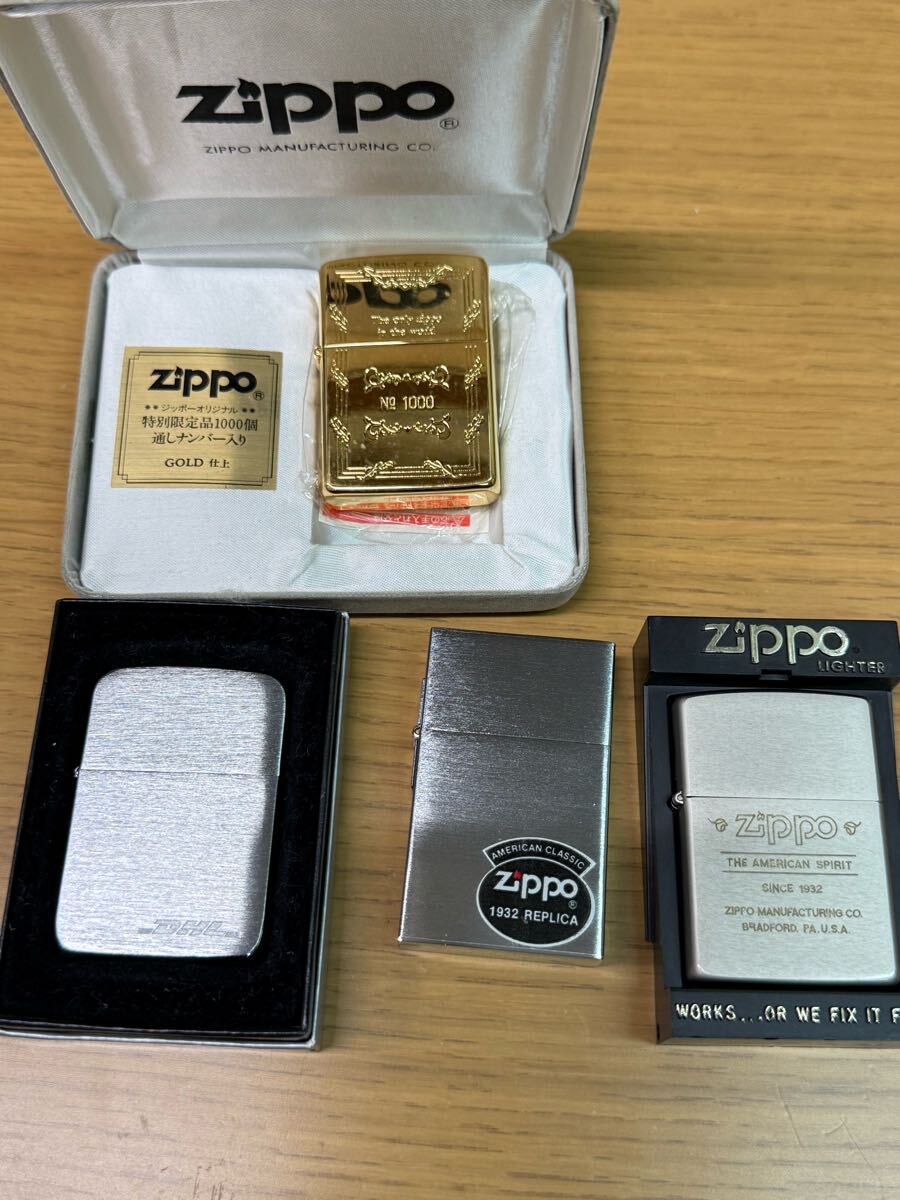 Zippo®
ZIPPO MANUFACTURING CO.
The only zippo
in the world
№ 1000
Zippo®
** ジッポーオリジナル **
特別限定品1000個
通しナンバー入り
GOLD 仕上
AMERICAN CLASSIC
Zippo®
1932 REPLICA
Zippo
LIGHTER
Zippo
THE AMERICAN SPIRIT
SINCE 1932
ZIPPO MANUFACTURING CO.
BRADFORD, PA. U.S.A.
WORKS...OR WE FIX IT F